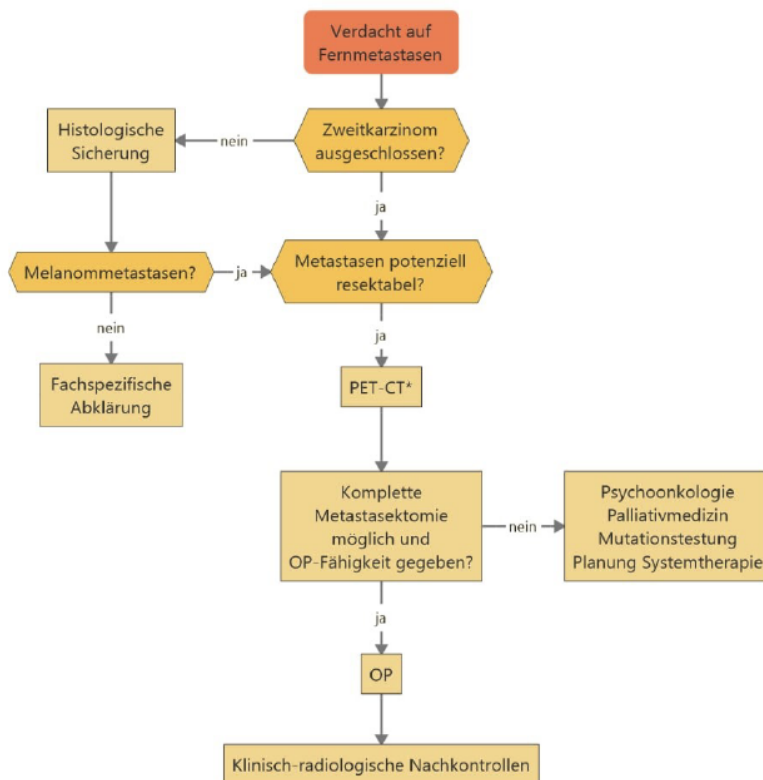 Verdacht auf
Fernmetastasen
Zweitkarzinom
ausgeschlossen?
nein
Histologische
Sicherung
ja
Melanommetastasen?
ja
Metastasen potenziell
resektabel?
nein
ja
Fachspezifische
Abklärung
PET-CT*
Komplette
Metastasektomie
möglich und
OP-Fähigkeit gegeben?
nein
Psychoonkologie
Palliativmedizin
Mutationstestung
Planung Systemtherapie
ja
OP
Klinisch-radiologische Nachkontrollen